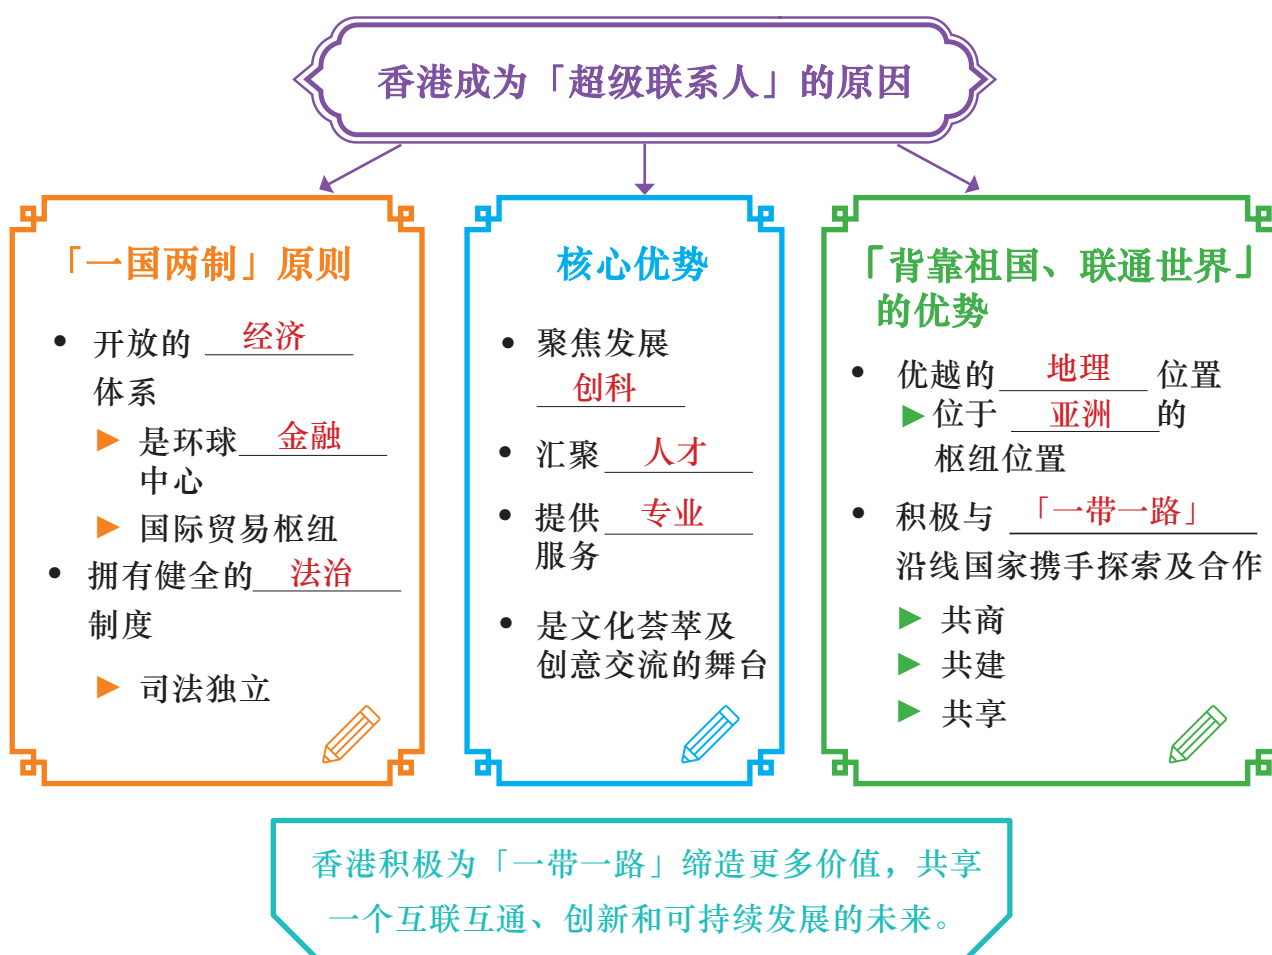 香港成为「超级联系人」的原因
「一国两制」原则
• 开放的 经济
体系
▶ 是环球金融
中心
▶ 国际贸易枢纽
• 拥有健全的法治
制度
▶ 司法独立
核心优势
• 聚焦发展
创科
• 汇聚 人才
• 提供 专业
服务
• 是文化荟萃及
创意交流的舞台
「背靠祖国、联通世界」
的优势
• 优越的 地理 位置
▶ 位于 亚洲 的
枢纽位置
• 积极与 「一带一路」
沿线国家携手探索及合作
▶ 共商
▶ 共建
▶ 共享
香港积极为「一带一路」缔造更多价值，共享
一个互联互通、创新和可持续发展的未来。